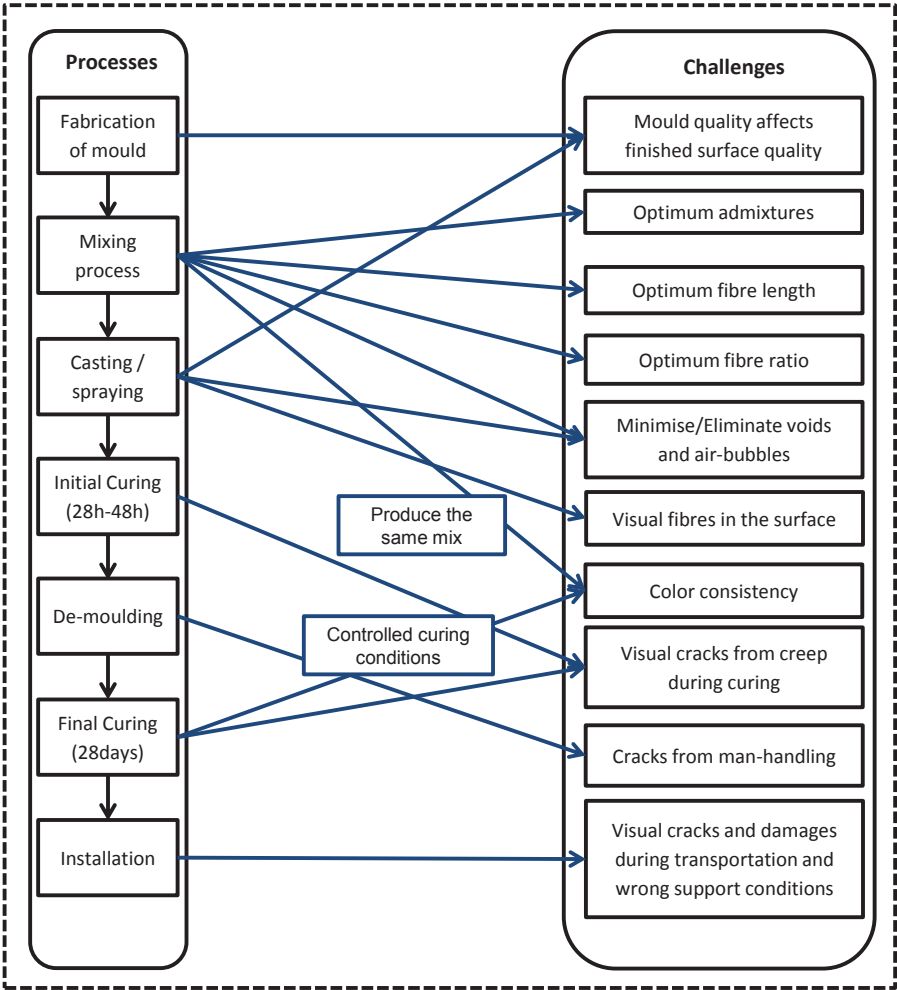 Processes
Fabrication
of mould
Mixing
process
Casting /
spraying
Initial Curing
(28h-48h)
De-moulding
Final Curing
(28days)
Installation
Produce the
same mix
Controlled curing
conditions
Challenges
Mould quality affects
finished surface quality
Optimum admixtures
Optimum fibre length
Optimum fibre ratio
Minimise/Eliminate voids
and air-bubbles
Visual fibres in the surface
Color consistency
Visual cracks from creep
during curing
Cracks from man-handling
Visual cracks and damages
during transportation and
wrong support conditions